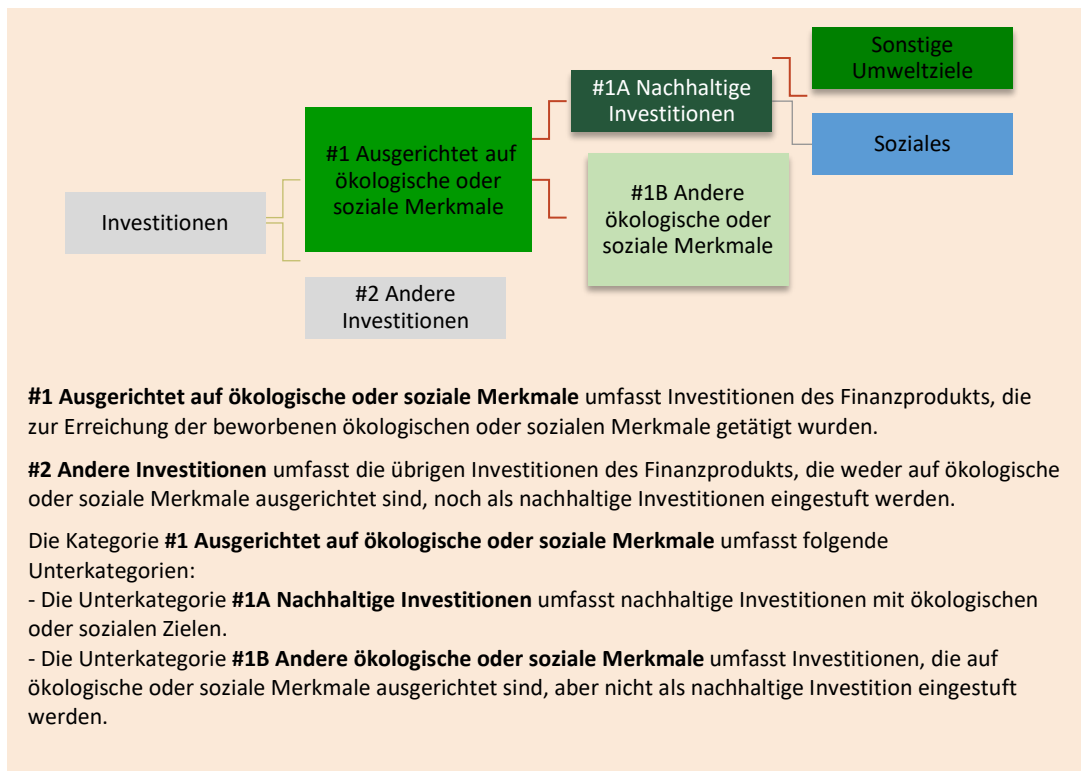 Sonstige
Umweltziele
#1A Nachhaltige
Investitionen
Soziales
#1 Ausgerichtet auf
ökologische oder
soziale Merkmale
#1B Andere
ökologische oder
soziale Merkmale
Investitionen
#2 Andere
Investitionen
#1 Ausgerichtet auf ökologische oder soziale Merkmale umfasst Investitionen des Finanzprodukts, die
zur Erreichung der beworbenen ökologischen oder sozialen Merkmale getätigt wurden.
#2 Andere Investitionen umfasst die übrigen Investitionen des Finanzprodukts, die weder auf ökologische
oder soziale Merkmale ausgerichtet sind, noch als nachhaltige Investitionen eingestuft werden.
Die Kategorie #1 Ausgerichtet auf ökologische oder soziale Merkmale umfasst folgende
Unterkategorien:
- Die Unterkategorie #1A Nachhaltige Investitionen umfasst nachhaltige Investitionen mit ökologischen
oder sozialen Zielen.
- Die Unterkategorie #1B Andere ökologische oder soziale Merkmale umfasst Investitionen, die auf
ökologische oder soziale Merkmale ausgerichtet sind, aber nicht als nachhaltige Investition eingestuft
werden.